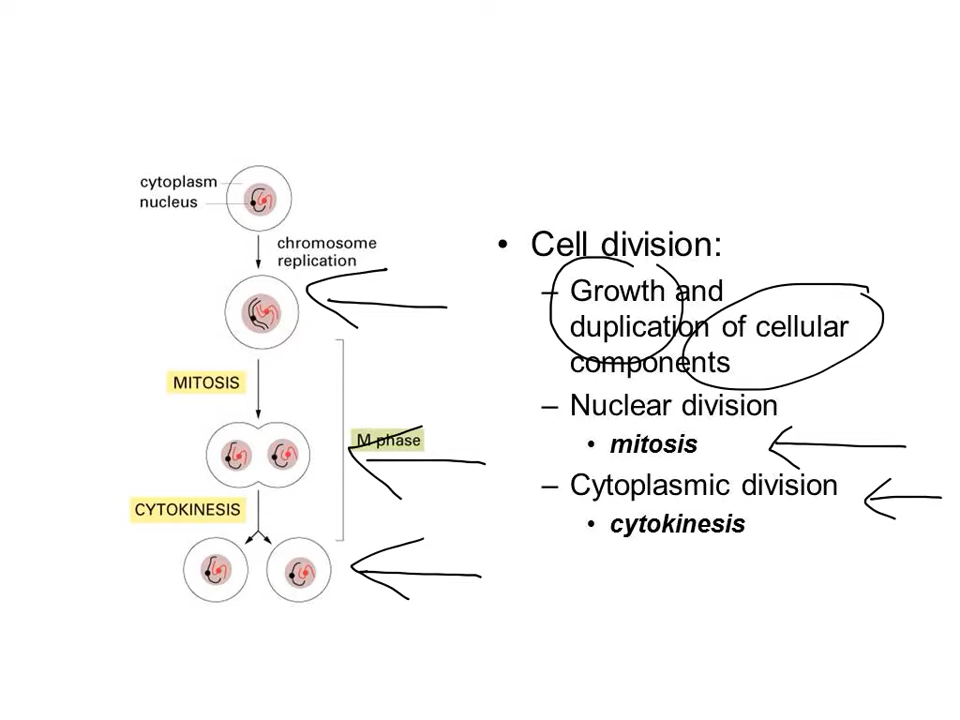 cytoplasm
nucleus
chromosome
replication
MITOSIS
M phase
CYTOKINESIS
• Cell division:
– Growth and
duplication of cellular
components
– Nuclear division
• mitosis
– Cytoplasmic division
• cytokinesis